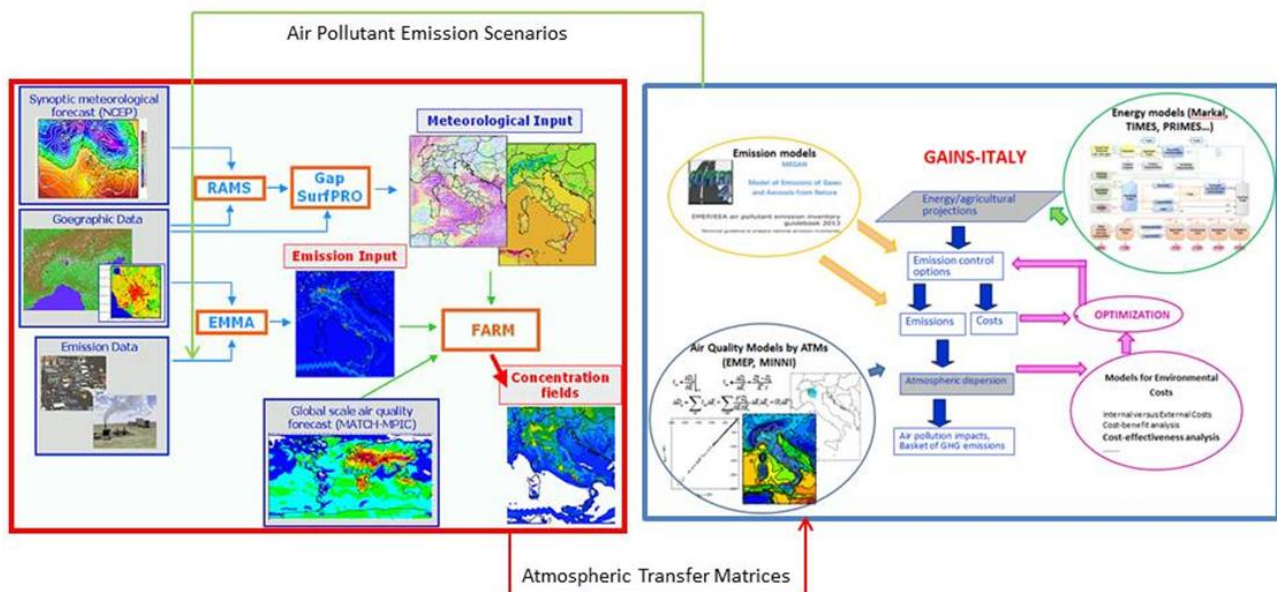 Air Pollutant Emission Scenarios
Synoptic meteorological
forecast (NCEP)
Goegraphic Data
Emission Data
RAMS
Gap
SurfPRO
Meteorological Input
Emission Input
EMMA
FARM
Concentration
fields
Global scale air quality
forecast (MATCH-MPIC)
Emission models
MEGAN
Model of Emissions of Gases
and Aerosols from Nature
EMEP/EEA air pollutant emission inventory
guidebook 2013
GAINS-ITALY
Energy models (Markal,
TIMES, PRIMES...)
Energy/agricultural
projections
Emission control
options
Emissions
Costs
OPTIMIZATION
Air Quality Models by ATMs
(EMEP, MINNI)
Atmospheric dispersion
Air pollution impacts,
Basket of GHG emissions
Models for Environmental
Costs
Internal versus External Costs
Cost-benefit analysis
Cost-effectiveness analysis
Atmospheric Transfer Matrices